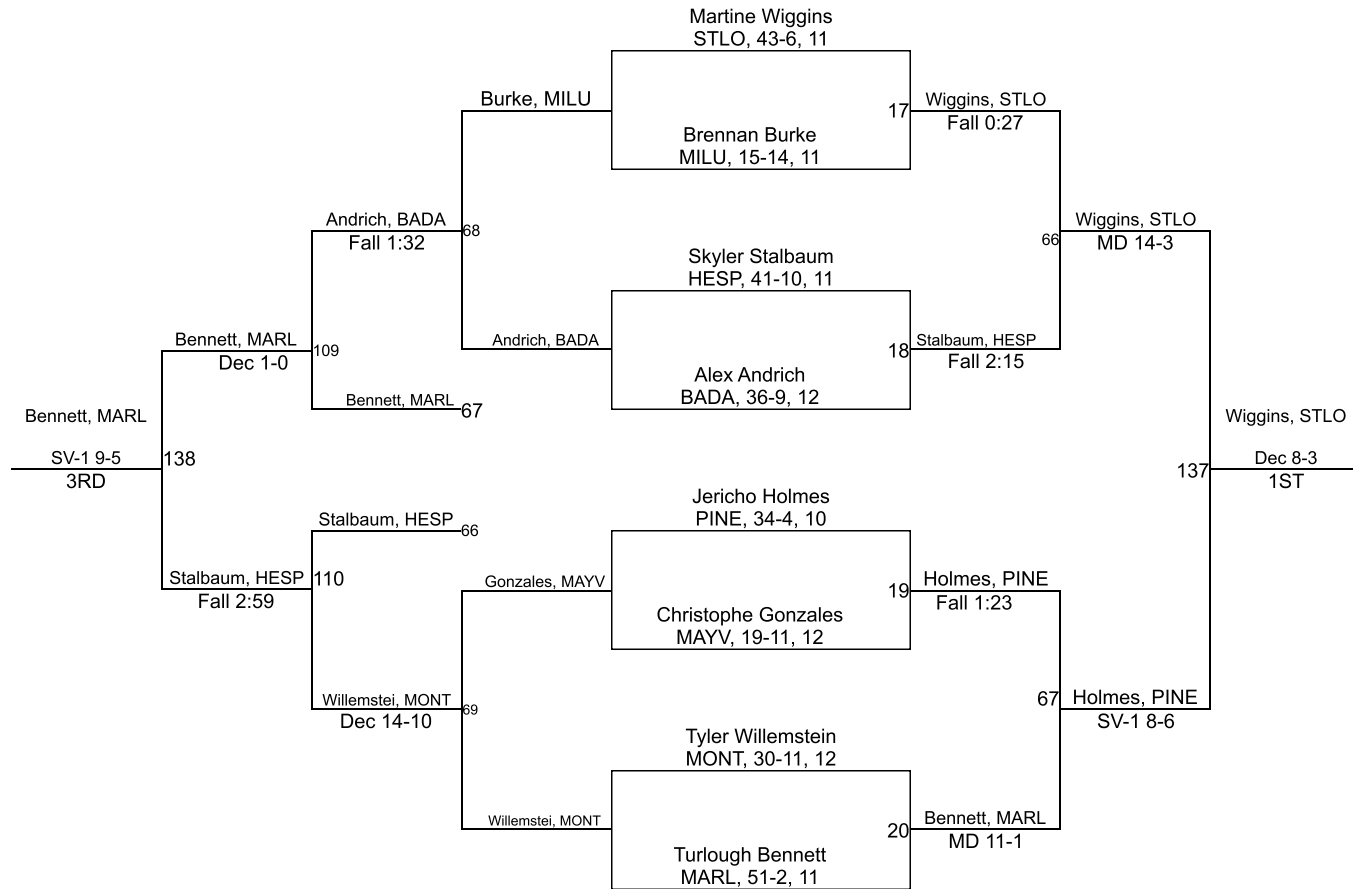 Martine Wiggins
STLO, 43-6, 11
Burke, MILU
17
Wiggins, STLO
Fall 0:27
Brennan Burke
MILU, 15-14, 11
Andrich, BADA
Fall 1:32
68
Wiggins, STLO
MD 14-3
66
Skyler Stalbaum
HESP, 41-10, 11
Bennett, MARL
Dec 1-0
109
Andrich, BADA
18
Stalbaum, HESP
Fall 2:15
Alex Andrich
BADA, 36-9, 12
Bennett, MARL
67
Bennett, MARL
SV-1 9-5
3RD
138
Wiggins, STLO
Dec 8-3
1ST
137
Jericho Holmes
PINE, 34-4, 10
Stalbaum, HESP
66
Stalbaum, HESP
Fall 2:59
110
Gonzales, MAYV
19
Holmes, PINE
Fall 1:23
Christophe Gonzales
MAYV, 19-11, 12
Willemstei, MONT
Dec 14-10
69
67
Holmes, PINE
SV-1 8-6
Tyler Willemstein
MONT, 30-11, 12
Willemstei, MONT
20
Bennett, MARL
MD 11-1
Turlough Bennett
MARL, 51-2, 11